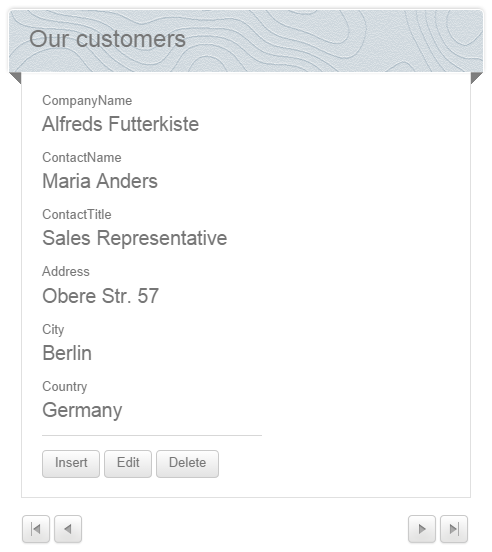 Our customers
CompanyName
Alfreds Futterkiste
ContactName
Maria Anders
ContactTitle
Sales Representative
Address
Obere Str. 57
City
Berlin
Country
Germany
Insert Edit Delete